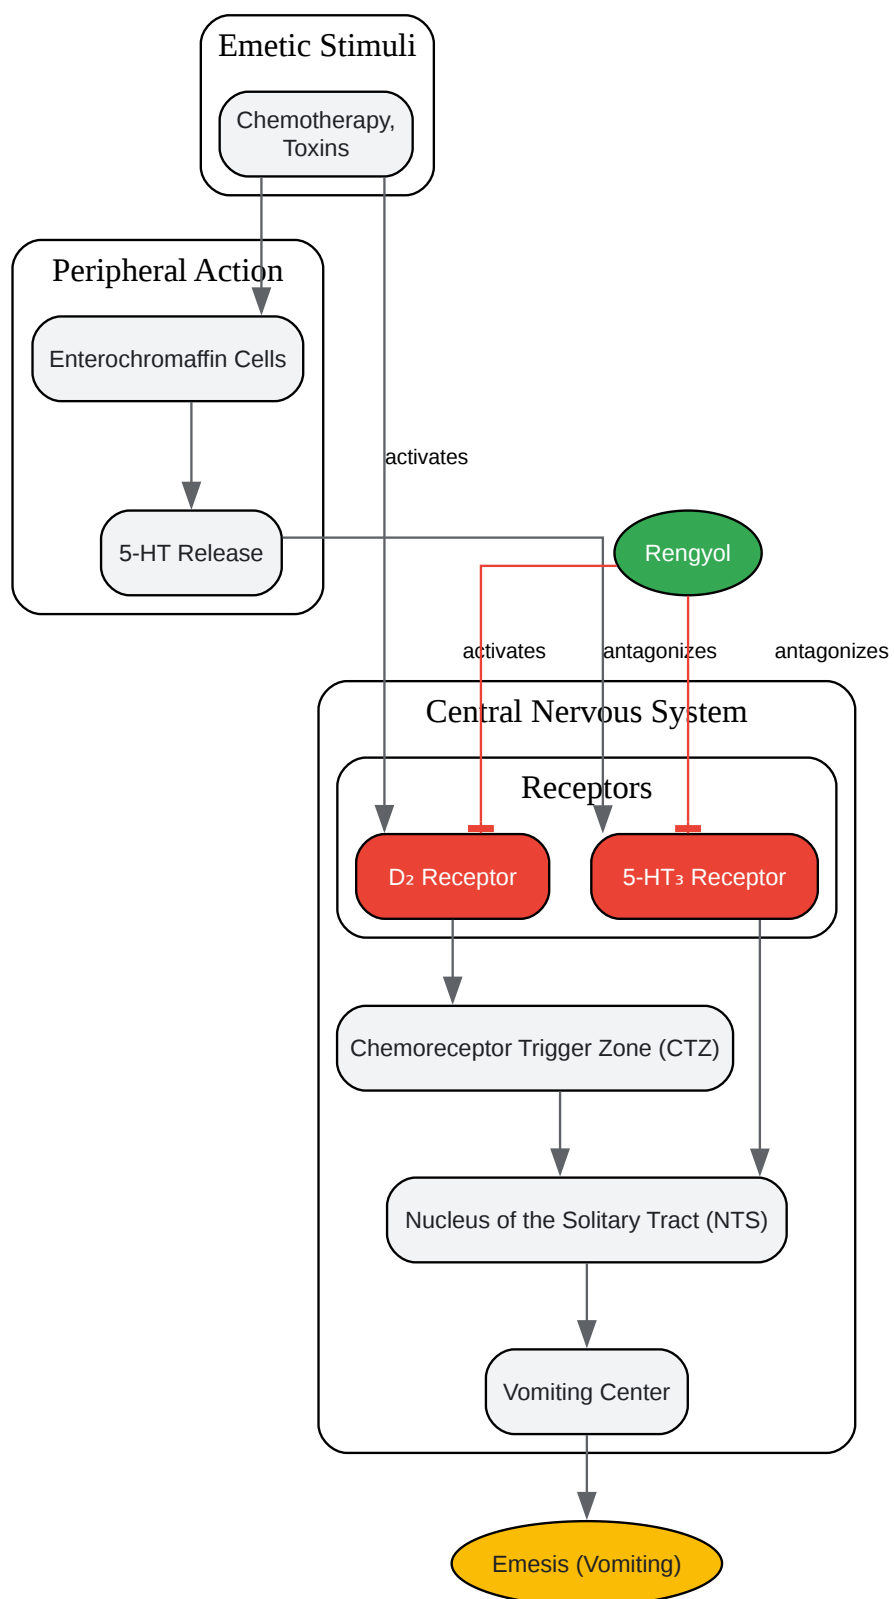 Emetic Stimuli
Chemotherapy,
Toxins
Peripheral Action
Enterochromaffin Cells
activates
5-HT Release
Rengyol
activates
antagonizes
antagonizes
Central Nervous System
Receptors
D₂ Receptor
5-HT₃ Receptor
Chemoreceptor Trigger Zone (CTZ)
Nucleus of the Solitary Tract (NTS)
Vomiting Center
Emesis (Vomiting)